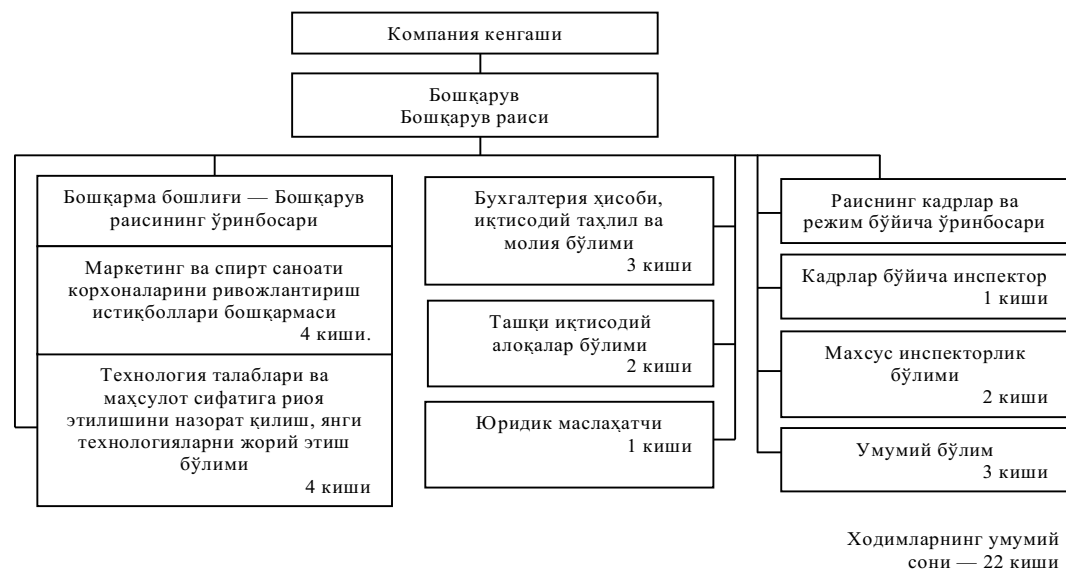 Компания кенгаши
Бошқарув
Бошқарув раиси
Бошқарма бошлиғи — Бошқарув
раисининг ўринбосари
Маркетинг ва спирт саноати
корхоналарини ривожлантириш
истиқболлари бошқармаси
4 киши.
Технология талаблари ва
маҳсулот сифатига риоя
этилишини назорат қилиш, янги
технологияларни жорий этиш
бўлими
4 киши
Бухгалтерия ҳисоби,
иқтисодий таҳлил ва
молия бўлими
3 киши
Ташқи иқтисодий
алоқалар бўлими
2 киши
Юридик маслаҳатчи
1 киши
Раиснинг кадрлар ва
режим бўйича ўринбосари
Кадрлар бўйича инспектор
1 киши
Махсус инспекторлик
бўлими
2 киши
Умумий бўлим
3 киши
Ходимларнинг умумий
сони — 22 киши